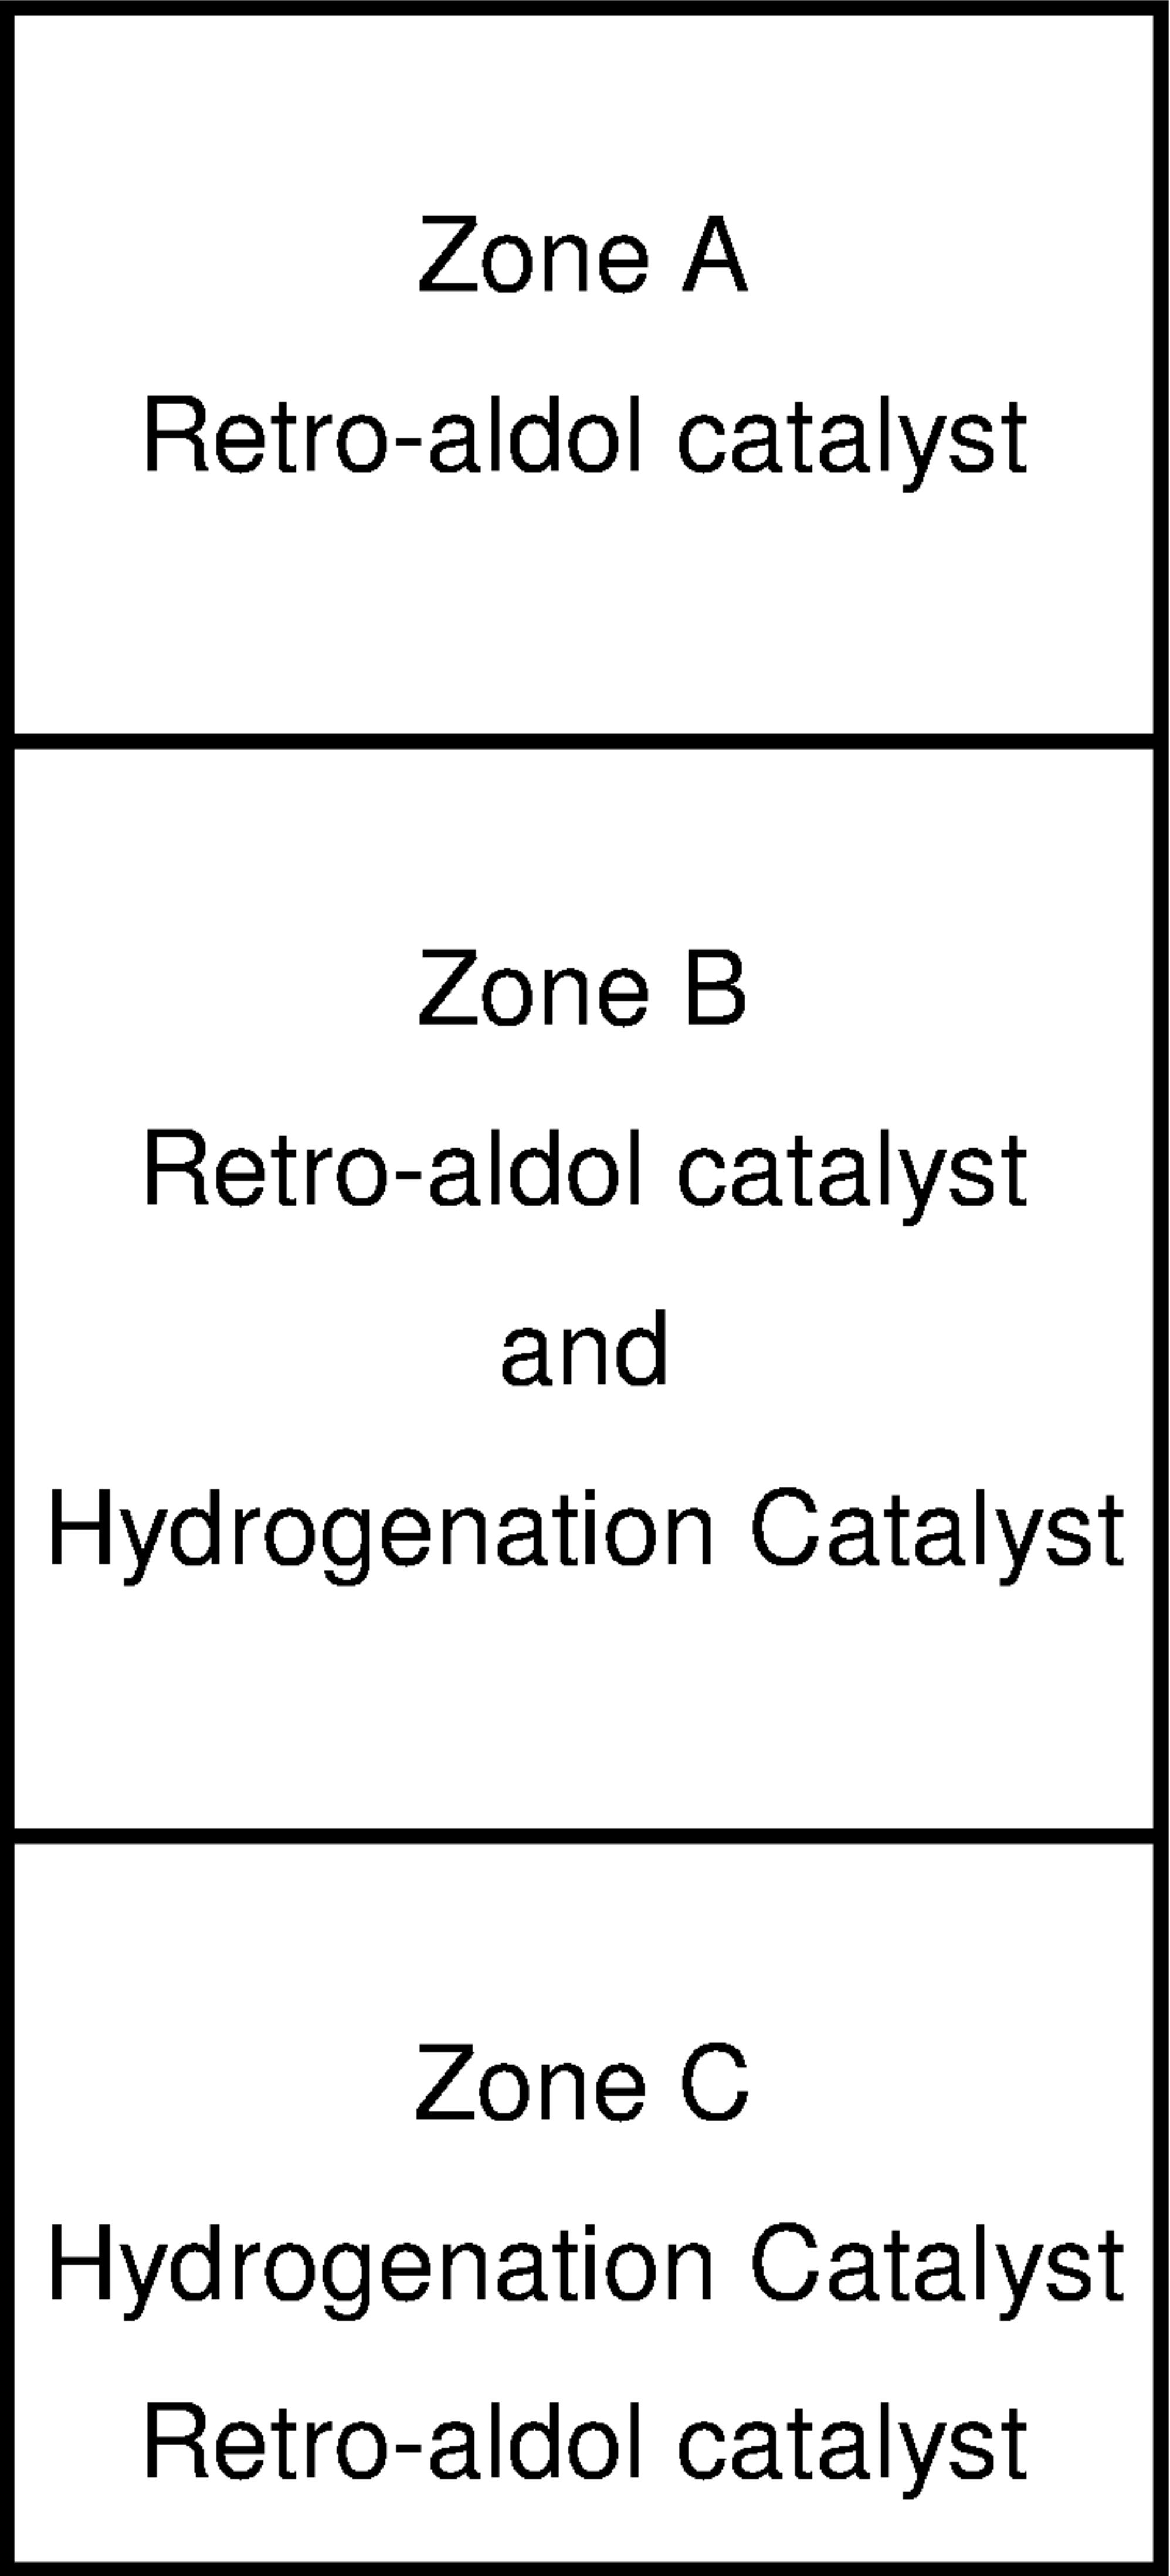 Zone A
Retro-aldol catalyst
Zone B
Retro-aldol catalyst
and
Hydrogenation Catalyst
Zone C
Hydrogenation Catalyst
Retro-aldol catalyst